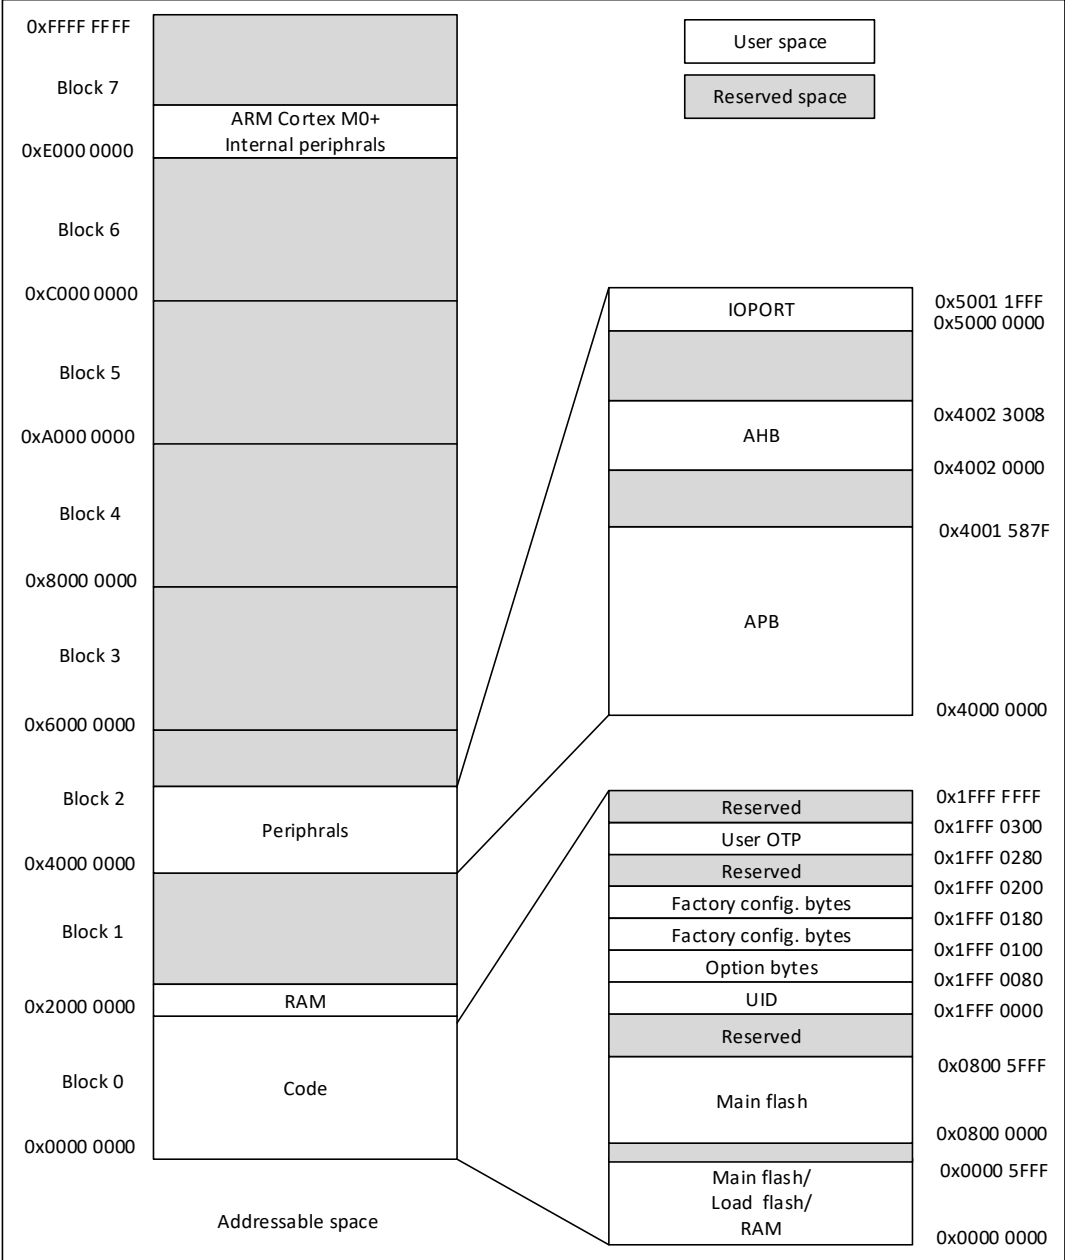 0xFFFF FFFF
Block 7
ARM Cortex M0+
Internal periphrals
0xE000 0000
Block 6
0xC000 0000
Block 5
0xA000 0000
Block 4
0x8000 0000
Block 3
0x6000 0000
Block 2
Periphrals
0x4000 0000
Block 1
RAM
0x2000 0000
Block 0
Code
0x0000 0000
Addressable space
User space
Reserved space
IOPORT
0x5001 1FFF
0x5000 0000
0x4002 3008
AHB
0x4002 0000
0x4001 587F
APB
0x4000 0000
0x1FFF FFFF
Reserved
0x1FFF 0300
User OTP
0x1FFF 0280
Reserved
0x1FFF 0200
Factory config. bytes
0x1FFF 0180
Factory config. bytes
0x1FFF 0100
Option bytes
0x1FFF 0080
UID
0x1FFF 0000
Reserved
0x0800 5FFF
Main flash
0x0800 0000
0x0000 5FFF
Main flash/
Load flash/
RAM
0x0000 0000